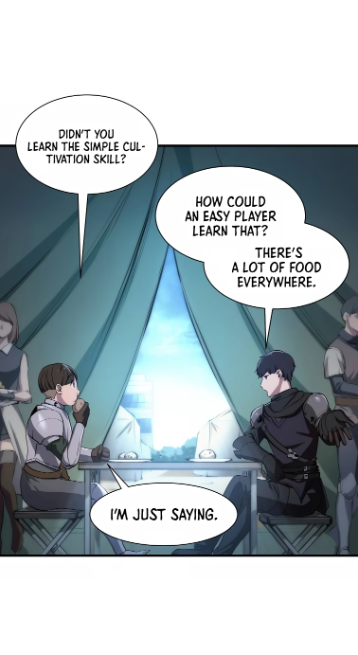 DIDN'T YOU
LEARN THE SIMPLE CUL-
TIVATION SKILL?
HOW COULD
AN EASY PLAYER
LEARN THAT?
THERE'S
A LOT OF FOOD
EVERYWHERE.
I'M JUST SAYING.